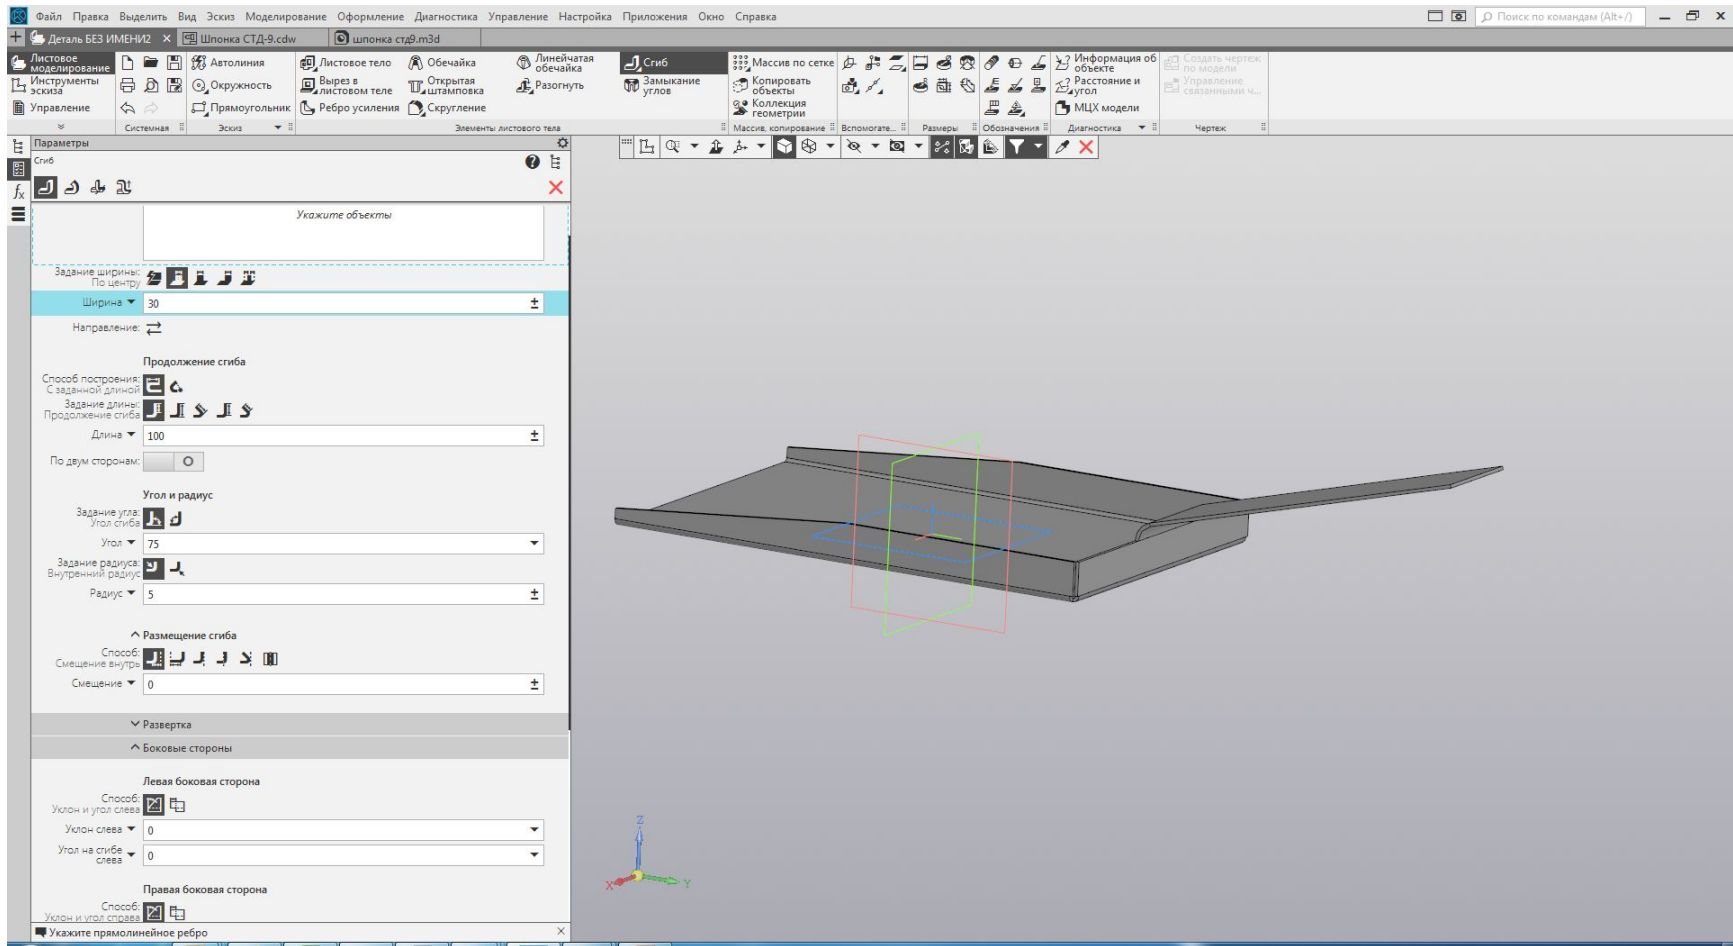 Файл Правка Выделить Вид Эскиз Моделирование Оформление Диагностика Управление Настройка Приложения Окно Справка
Поиск по командам (Alt+/)
Деталь БЕЗ ИМЕНИ2
Шпонка СТД-9.cdw
шпонка стд9.m3d
Листовое моделирование
Инструменты эскиза
Управление
Системная
Автолиния
Окружность
Прямоугольник
Эскиз
Листовое тело
Вырез в листовом теле
Ребро усиления
Обечайка
Открытая штамповка
Скругление
Линейчатая обечайка
Разогнуть
Сгиб
Замыкание углов
Элементы листового тела
Массив по сетке
Копировать объекты
Коллекция геометрии
Массив, копирование
Вспомогате...
Размеры
Обозначения
Информация об объекте
Расстояние и угол
МЦХ модели
Диагностика
Создать чертеж по модели
Управление связанными ч...
Чертеж
Параметры
Сгиб
Укажите объекты
Задание ширины:
По центру
Ширина 30
Направление:
Продолжение сгиба
Способ построения:
С заданной длиной
Задание длины:
Продолжение сгиба
Длина 100
По двум сторонам:
Угол и радиус
Задание угла:
Угол сгиба
Угол 75
Задание радиуса:
Внутренний радиус
Радиус 5
Размещение сгиба
Способ:
Смещение внутрь
Смещение 0
Развертка
Боковые стороны
Левая боковая сторона
Способ:
Уклон и угол слева
Уклон слева 0
Угол на сгибе слева 0
Правая боковая сторона
Способ:
Уклон и угол справа
Укажите прямолинейное ребро
Z
X
Y